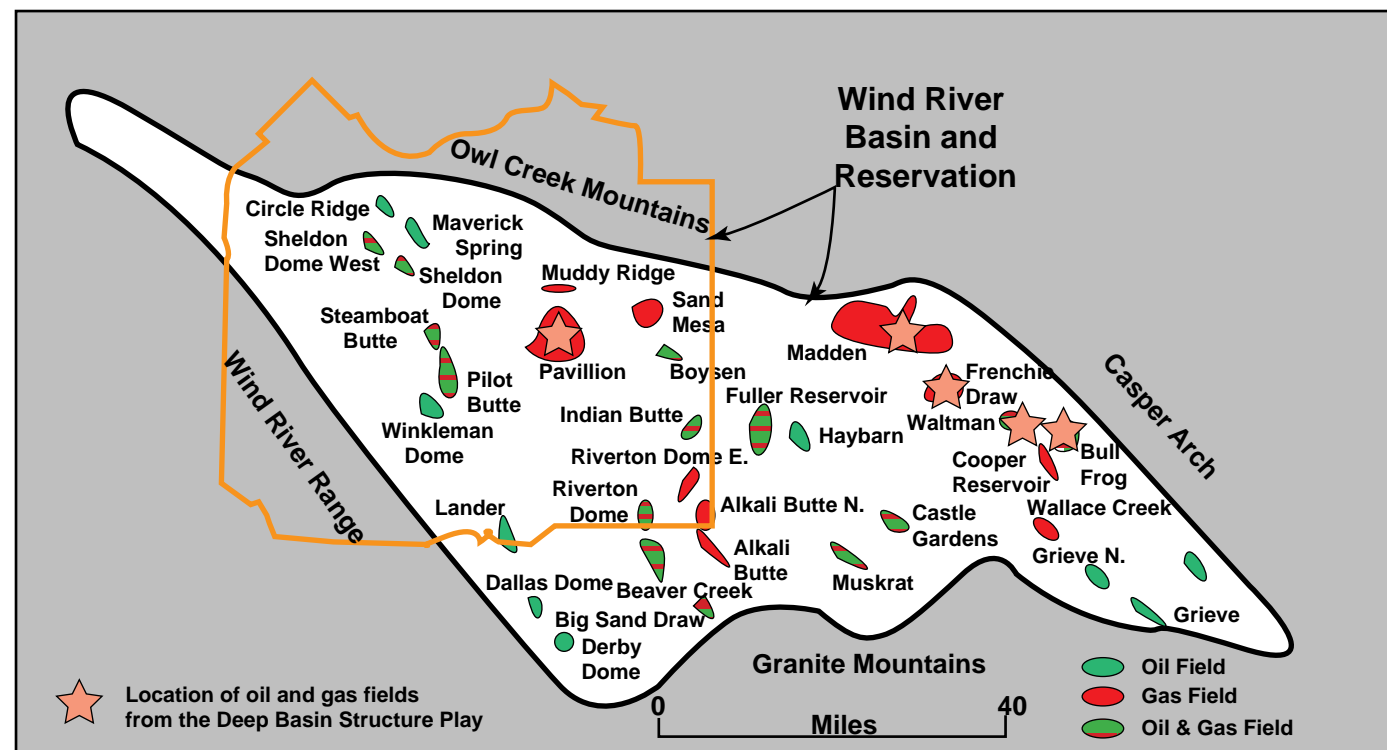 Wind River
Basin and
Reservation
Owl Creek Mountains
Circle Ridge
Maverick
Spring
Sheldon
Dome West
Sheldon
Dome
Muddy Ridge
Sand
Mesa
Steamboat
Butte
Madden
Pavillion
Boysen
Frenchie
Draw
Pilot
Butte
Fuller Reservoir
Waltman
Indian Butte
Haybarn
Winkleman
Dome
Bull
Frog
Cooper
Reservoir
Casper Arch
Wind River Range
Riverton Dome E.
Riverton
Dome
Lander
Alkali Butte N.
Castle
Gardens
Wallace Creek
Alkali
Butte
Muskrat
Grieve N.
Dallas Dome
Beaver Creek
Big Sand Draw
Grieve
Derby
Dome
Granite Mountains
Location of oil and gas fields
from the Deep Basin Structure Play
0
40
Miles
Oil Field
Gas Field
Oil & Gas Field